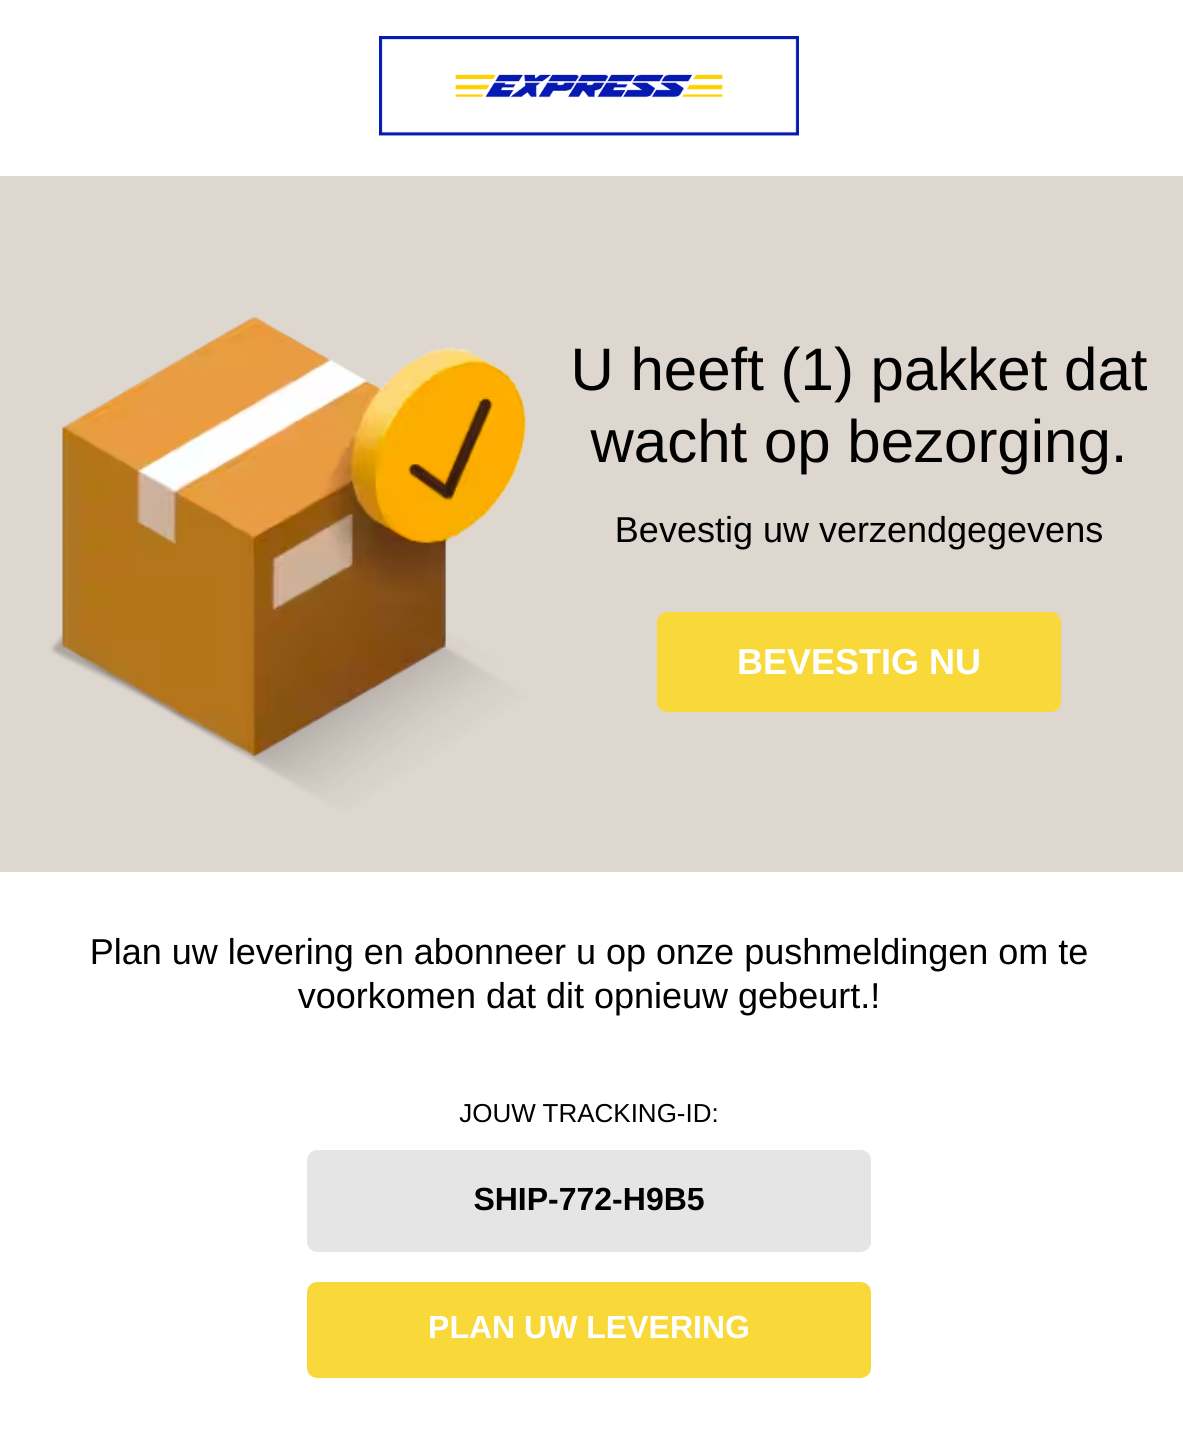 EXPRESS
U heeft (1) pakket dat
wacht op bezorging.
Bevestig uw verzendgegevens
BEVESTIG NU
Plan uw levering en abonneer u op onze pushmeldingen om te
voorkomen dat dit opnieuw gebeurt.!
JOUW TRACKING-ID:
SHIP-772-H9B5
PLAN UW LEVERING